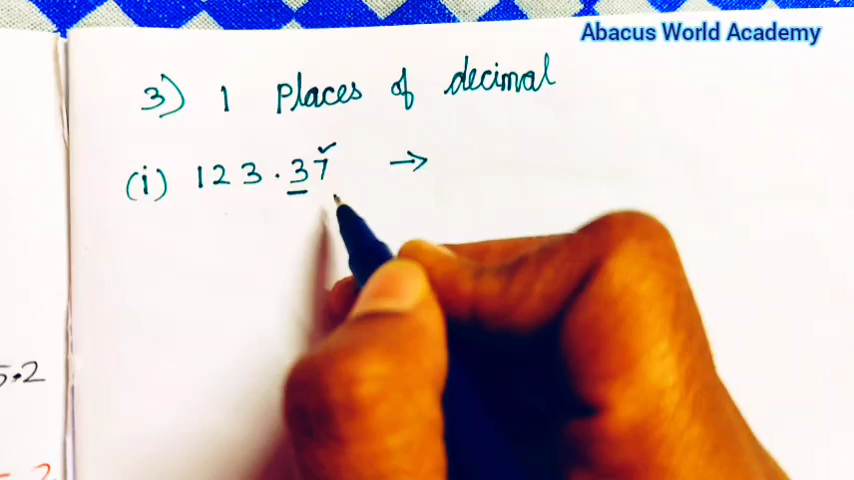 Abacus World Academy
3) 1 Places of decimal
(i) 123.37 →
5.2